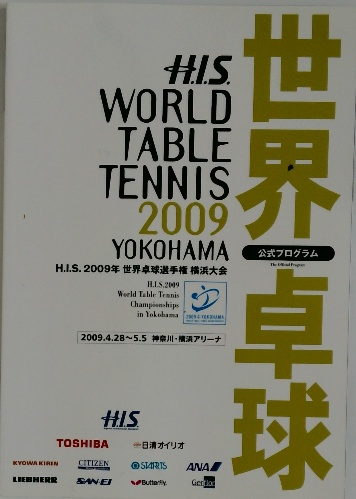 世界卓球
H.I.S.
WORLD
TABLE
TENNIS
2009
YOKOHAMA
公式プログラム
The Official Program
H.I.S. 2009年 世界卓球選手権 横浜大会
H.I.S.2009
World Table Tennis
Championships
in Yokohama
2009.4.28〜5.5 神奈川・横浜アリーナ
H.I.S.
TOSHIBA
日清オイリオ
KYOWA KIRIN
CITIZEN
STARTS
ANA
LIEBHERR
SAN-EI
Butterfly
Gerflor